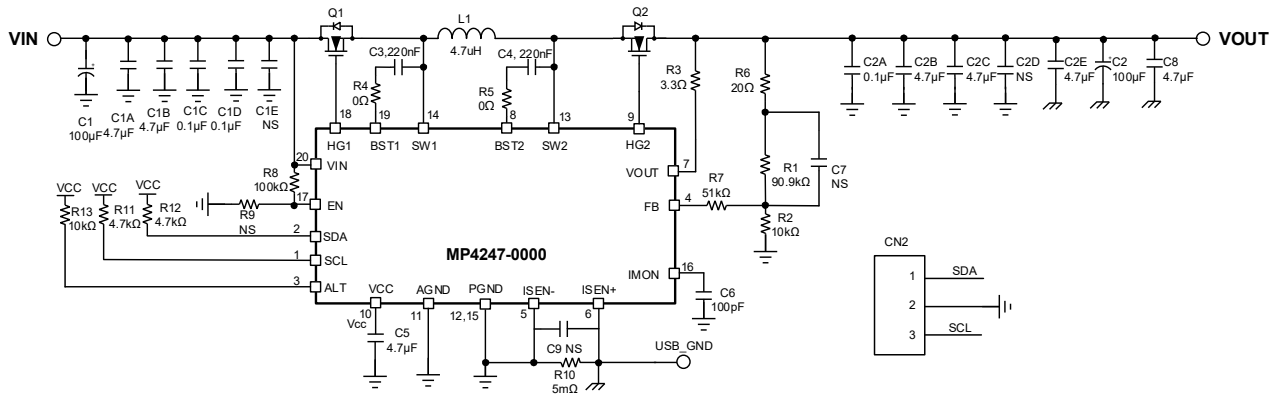 Q1
L1
Q2
VIN
VOUT
4.7uH
C3,220nF
C4, 220nF
R4
0Ω
R5
0Ω
R3
3.3Ω
R6
20Ω
C2A
0.1µF
C2B
4.7µF
C2C
4.7µF
C2D
NS
C2E
4.7µF
C2
100µF
C8
4.7µF
C1
100µF
C1A
4.7µF
C1B
4.7µF
C1C
0.1µF
C1D
0.1µF
C1E
NS
18
19
14
8
13
9
HG1
BST1
SW1
BST2
SW2
HG2
20
VIN
R8
100kΩ
17
EN
R9
NS
VCC
VCC
VCC
R13
10kΩ
R11
4.7kΩ
R12
4.7kΩ
2
SDA
1
SCL
3
ALT
MP4247-0000
VOUT
7
FB
4
R7
51kΩ
R1
90.9kΩ
C7
NS
R2
10kΩ
IMON
16
C6
100pF
VCC
AGND
PGND
ISEN-
ISEN+
10
11
12,15
5
6
Vcc
C5
4.7µF
C9 NS
R10
5mΩ
USB_GND
CN2
1
SDA
2
3
SCL